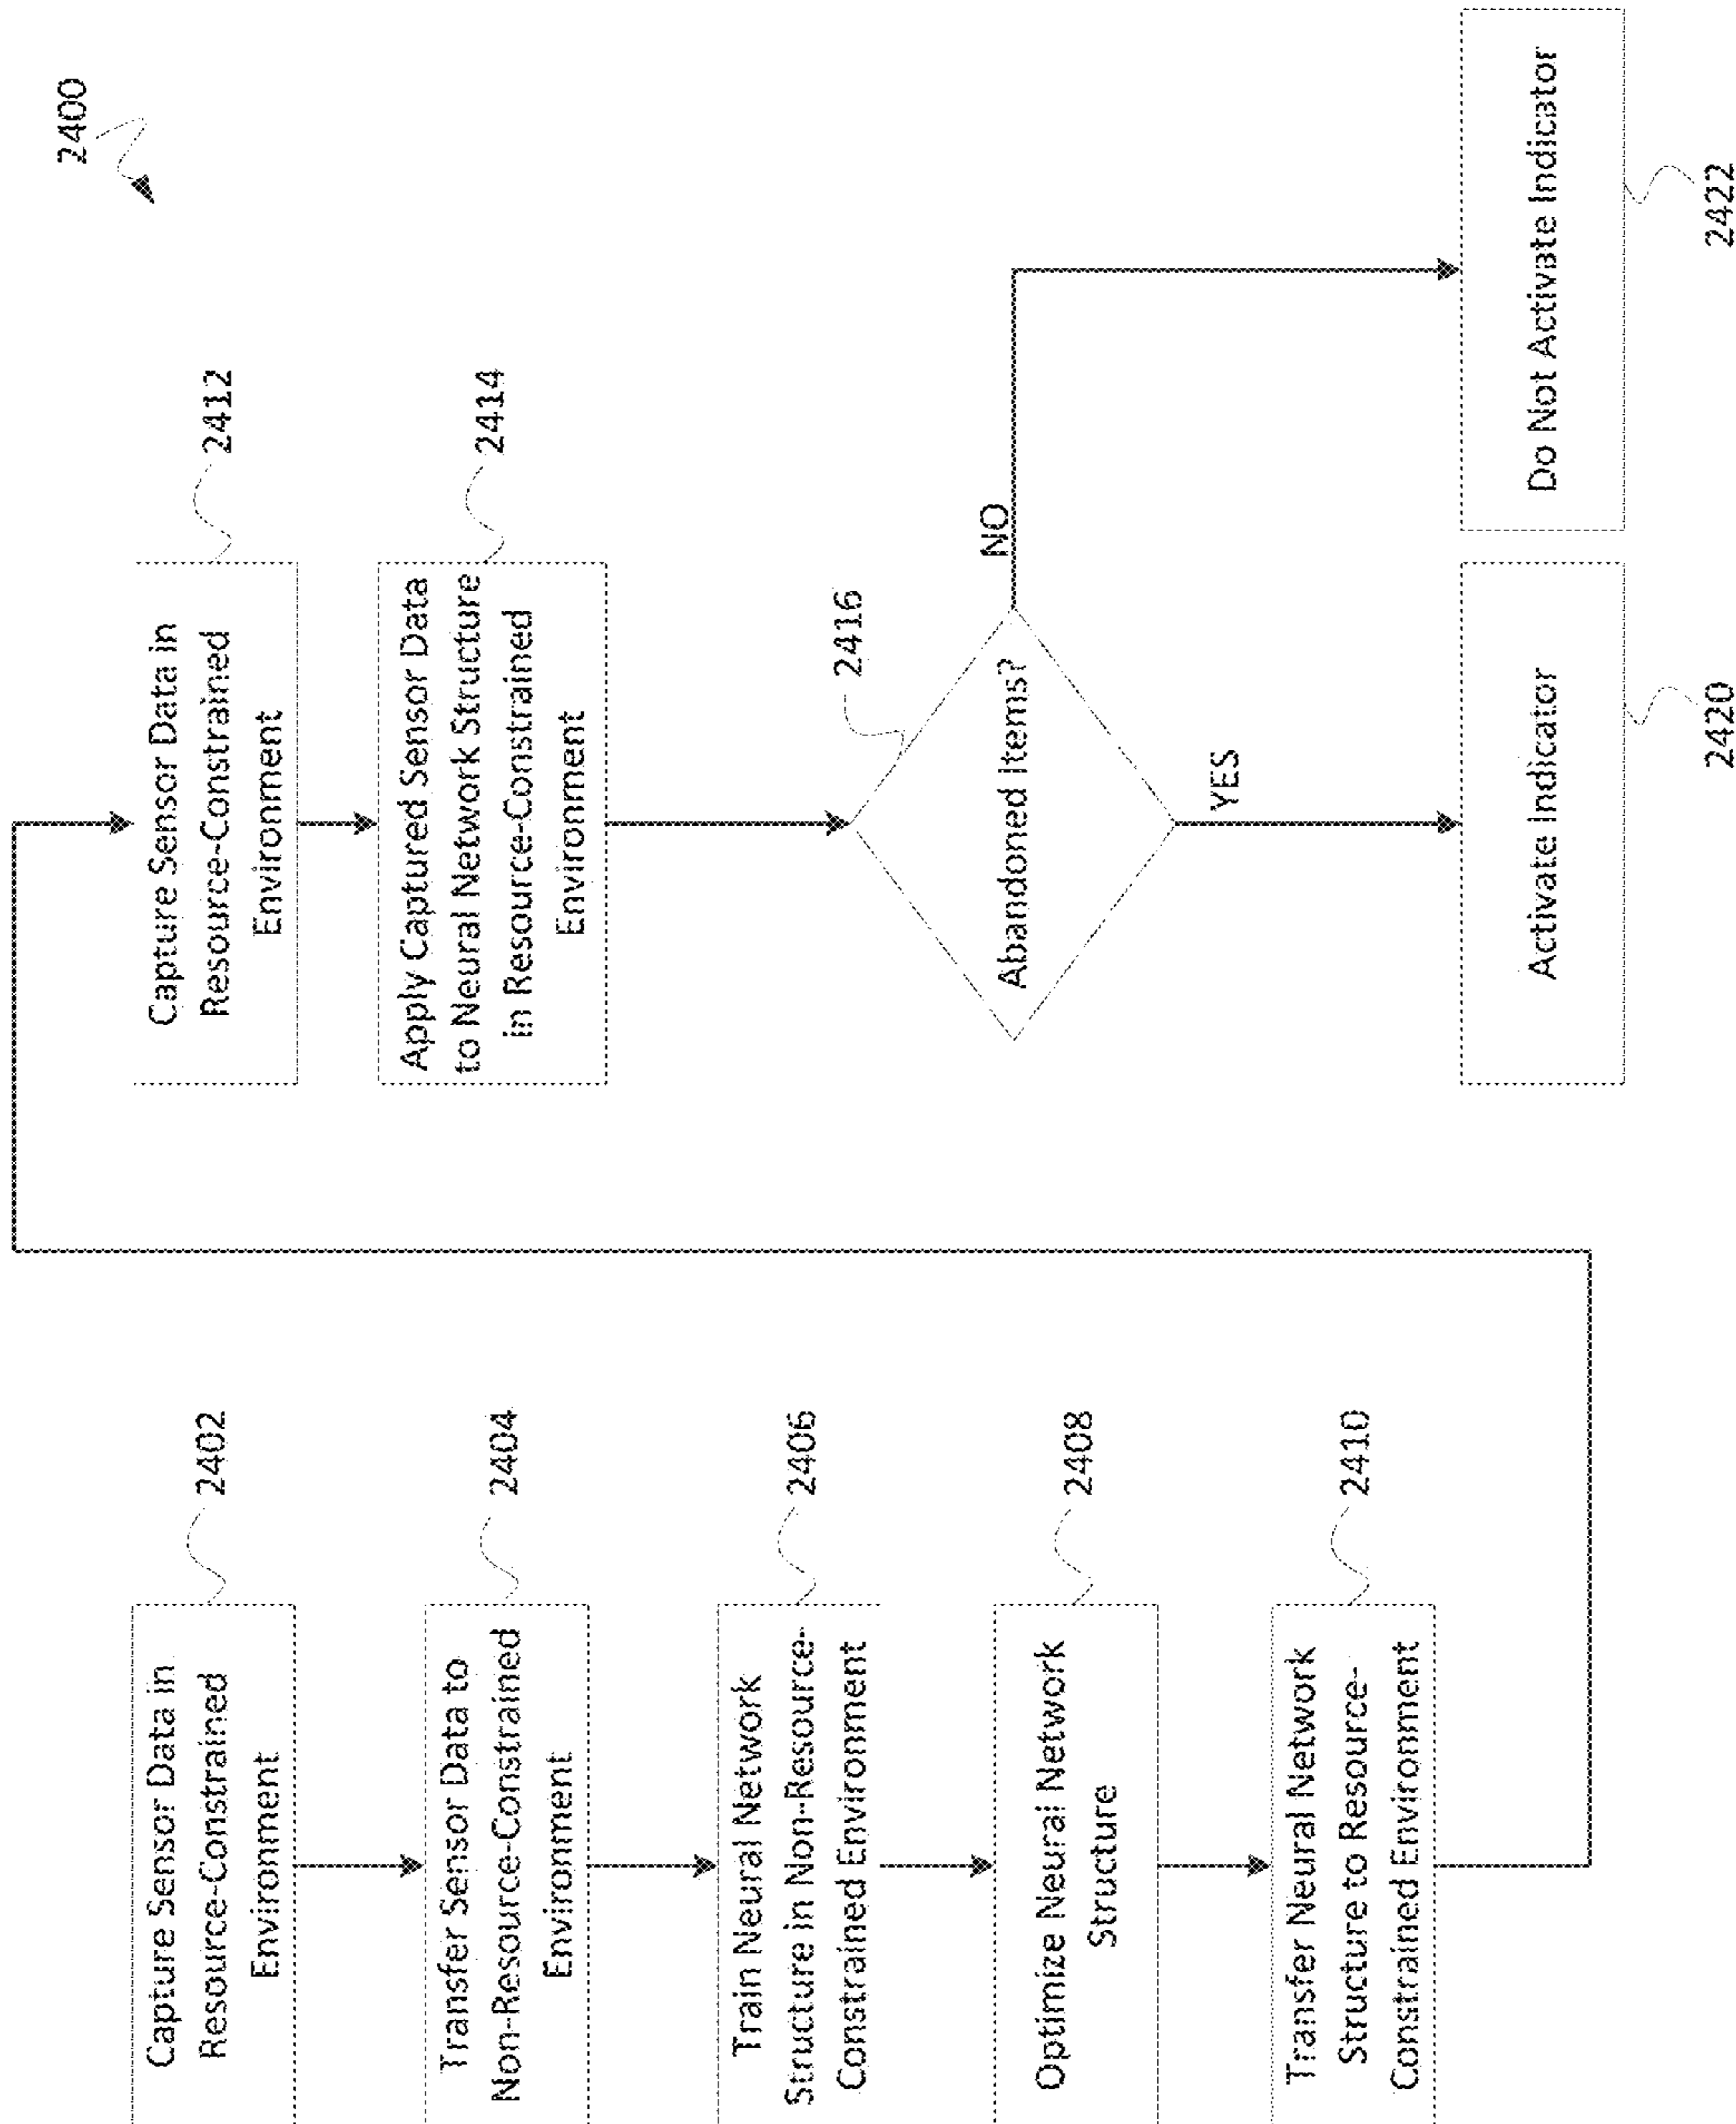 2400
Capture Sensor Data in
Resource-Constrained
Environment
2402
Transfer Sensor Data to
Non-Resource-Constrained
Environment
2404
Train Neural Network
Structure in Non-Resource-
Constrained Environment
2406
Optimize Neural Network
Structure
2408
Transfer Neural Network
Structure to Resource-
Constrained Environment
2410
Capture Sensor Data in
Resource-Constrained
Environment
2412
Apply Captured Sensor Data
to Neural Network Structure
in Resource-Constrained
Environment
2414
Abandoned Items?
2416
NO
YES
Activate Indicator
2420
Do Not Activate Indicator
2422